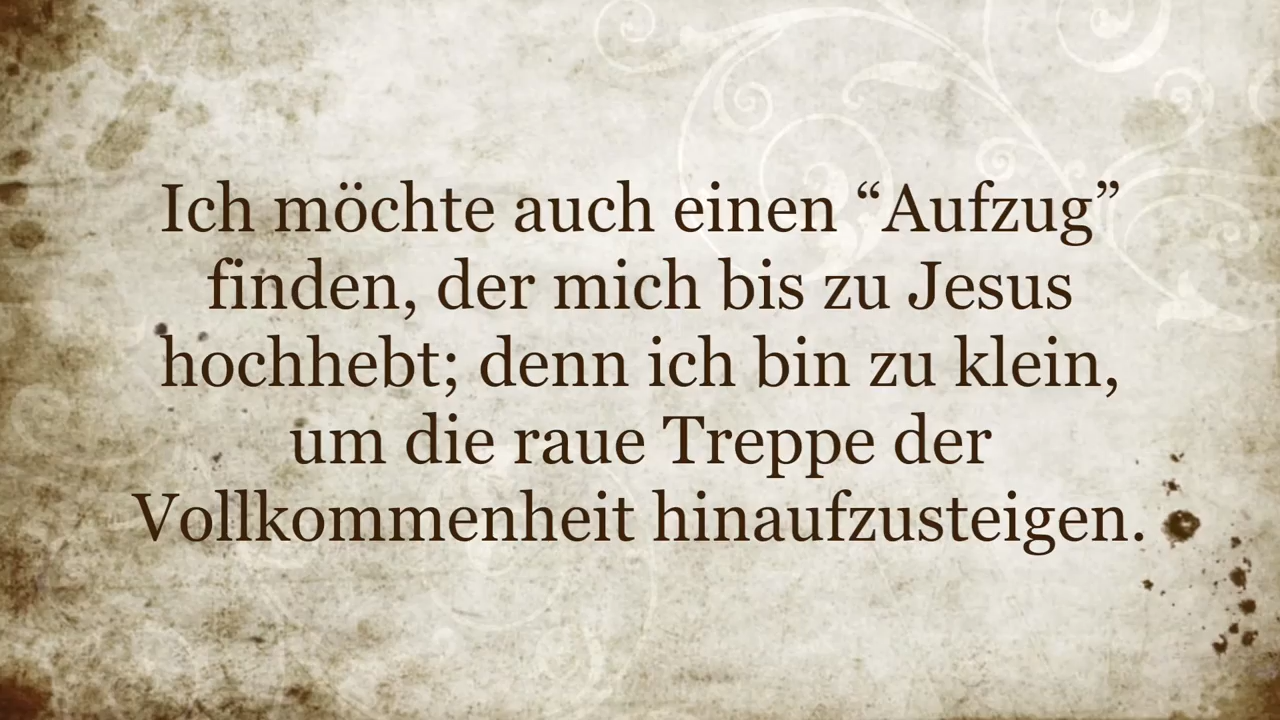 Ich möchte auch einen “Aufzug”
finden, der mich bis zu Jesus
hochhebt; denn ich bin zu klein,
um die raue Treppe der
Vollkommenheit hinaufzusteigen.